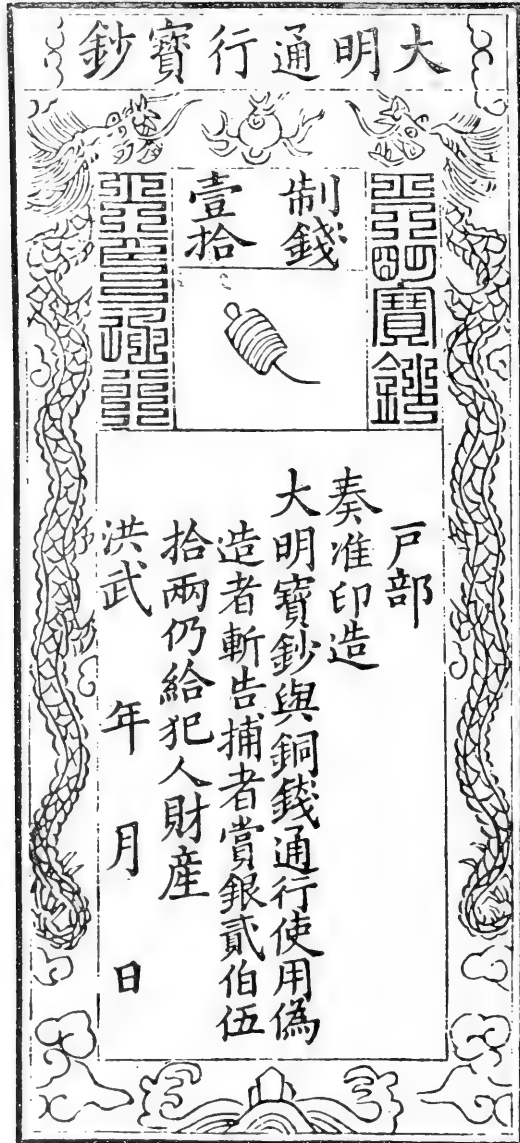 大明通行寶鈔
制錢
壹拾
戶部
奏准印造
大明寶鈔與銅錢通行使用偽
造者斬告捕者賞銀貳伯伍
拾兩仍給犯人財産
洪武 年 月 日